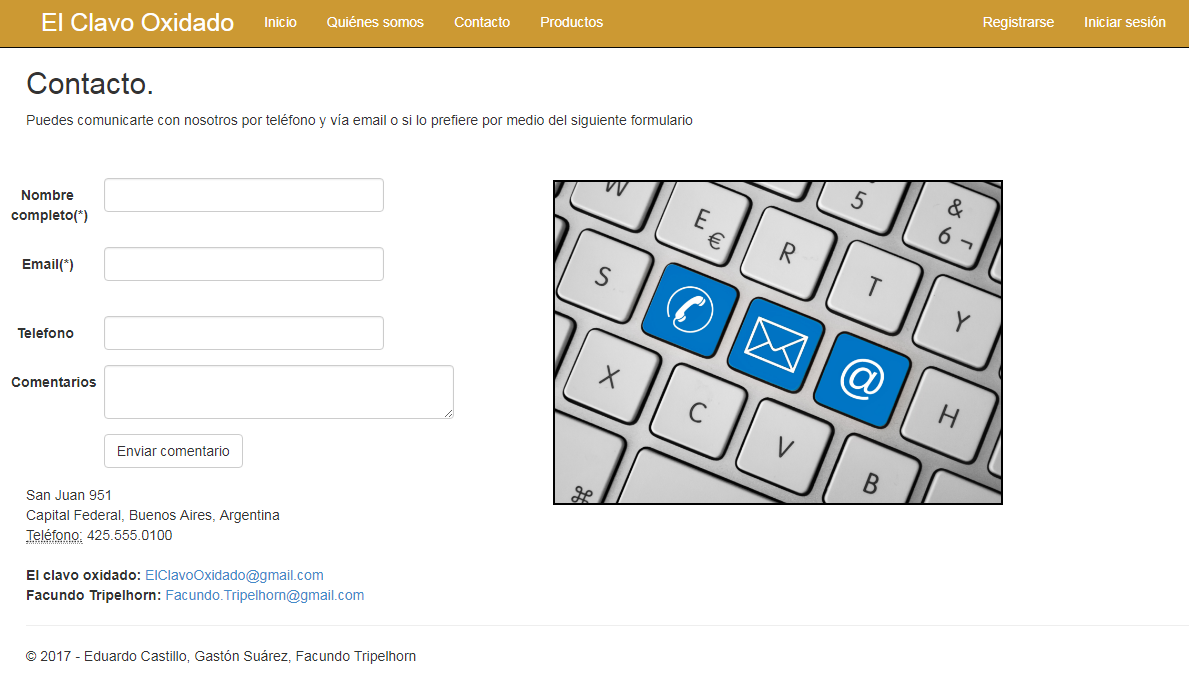 El Clavo Oxidado Inicio Quiénes somos Contacto Productos Registrarse Iniciar sesión
Contacto.
Puedes comunicarte con nosotros por teléfono y vía email o si lo prefiere por medio del siguiente formulario
Nombre
completo(*)
Email(*)
Telefono
Comentarios
Enviar comentario
W
E
€
R
5
&
6 ¬
S
T
Y
@
X
C
V
H
B
⌘
San Juan 951
Capital Federal, Buenos Aires, Argentina
Teléfono: 425.555.0100
El clavo oxidado: ElClavoOxidado@gmail.com
Facundo Tripelhorn: Facundo.Tripelhorn@gmail.com
© 2017 - Eduardo Castillo, Gastón Suárez, Facundo Tripelhorn